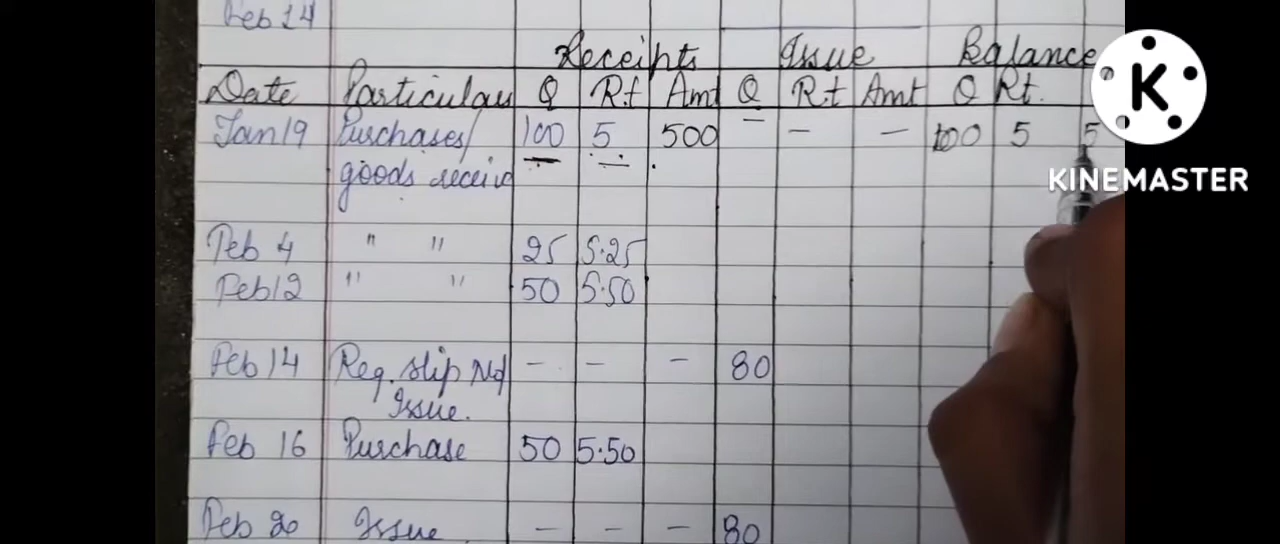 Feb 14
Receipts Issue Balance
Date Particulars Q Rt Amt Q Rt Amt Q Rt.
Jan 19 Purchases/ 100 5 500 - - - 100 5 5
goods receive
Feb 4 " " 25 5.25
Feb 12 " " 50 5.50
Feb 14 Req. slip No - - - 80
Issue.
Feb 16 Purchase 50 5.50
Feb 20 Issue - - - 80
K
KINEMASTER